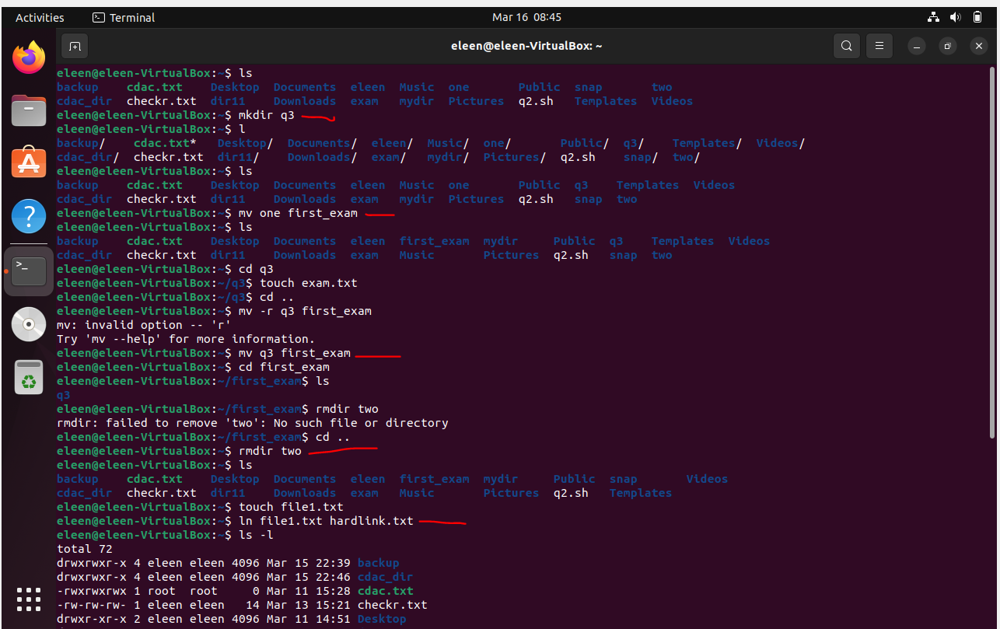 Activities Terminal Mar 16 08:45
eleen@eleen-VirtualBox: ~
eleen@eleen-VirtualBox:~$ ls
backup cdac.txt Desktop Documents eleen Music one Public snap two
cdac_dir checkr.txt dir11 Downloads exam mydir Pictures q2.sh Templates Videos
eleen@eleen-VirtualBox:~$ mkdir q3
eleen@eleen-VirtualBox:~$ l
backup/ cdac.txt* Desktop/ Documents/ eleen/ Music/ one/ Public/ q3/ Templates/ Videos/
cdac_dir/ checkr.txt dir11/ Downloads/ exam/ mydir/ Pictures/ q2.sh snap/ two/
eleen@eleen-VirtualBox:~$ ls
backup cdac.txt Desktop Documents eleen Music one Public q3 Templates Videos
cdac_dir checkr.txt dir11 Downloads exam mydir Pictures q2.sh snap two
eleen@eleen-VirtualBox:~$ mv one first_exam
eleen@eleen-VirtualBox:~$ ls
backup cdac.txt Desktop Documents eleen first_exam mydir Public q3 Templates Videos
cdac_dir checkr.txt dir11 Downloads exam Music Pictures q2.sh snap two
eleen@eleen-VirtualBox:~$ cd q3
eleen@eleen-VirtualBox:~/q3$ touch exam.txt
eleen@eleen-VirtualBox:~/q3$ cd ..
eleen@eleen-VirtualBox:~$ mv -r q3 first_exam
mv: invalid option -- 'r'
Try 'mv --help' for more information.
eleen@eleen-VirtualBox:~$ mv q3 first_exam
eleen@eleen-VirtualBox:~$ cd first_exam
eleen@eleen-VirtualBox:~/first_exam$ ls
q3
eleen@eleen-VirtualBox:~/first_exam$ rmdir two
rmdir: failed to remove 'two': No such file or directory
eleen@eleen-VirtualBox:~/first_exam$ cd ..
eleen@eleen-VirtualBox:~$ rmdir two
eleen@eleen-VirtualBox:~$ ls
backup cdac.txt Desktop Documents eleen first_exam mydir Public snap Videos
cdac_dir checkr.txt dir11 Downloads exam Music Pictures q2.sh Templates
eleen@eleen-VirtualBox:~$ touch file1.txt
eleen@eleen-VirtualBox:~$ ln file1.txt hardlink.txt
eleen@eleen-VirtualBox:~$ ls -l
total 72
drwxrwxr-x 4 eleen eleen 4096 Mar 15 22:39 backup
drwxrwxr-x 4 eleen eleen 4096 Mar 15 22:46 cdac_dir
-rwxrwxrwx 1 root root 0 Mar 11 15:28 cdac.txt
-rw-rw-rw- 1 eleen eleen 14 Mar 13 15:21 checkr.txt
drwxr-xr-x 2 eleen eleen 4096 Mar 11 14:51 Desktop